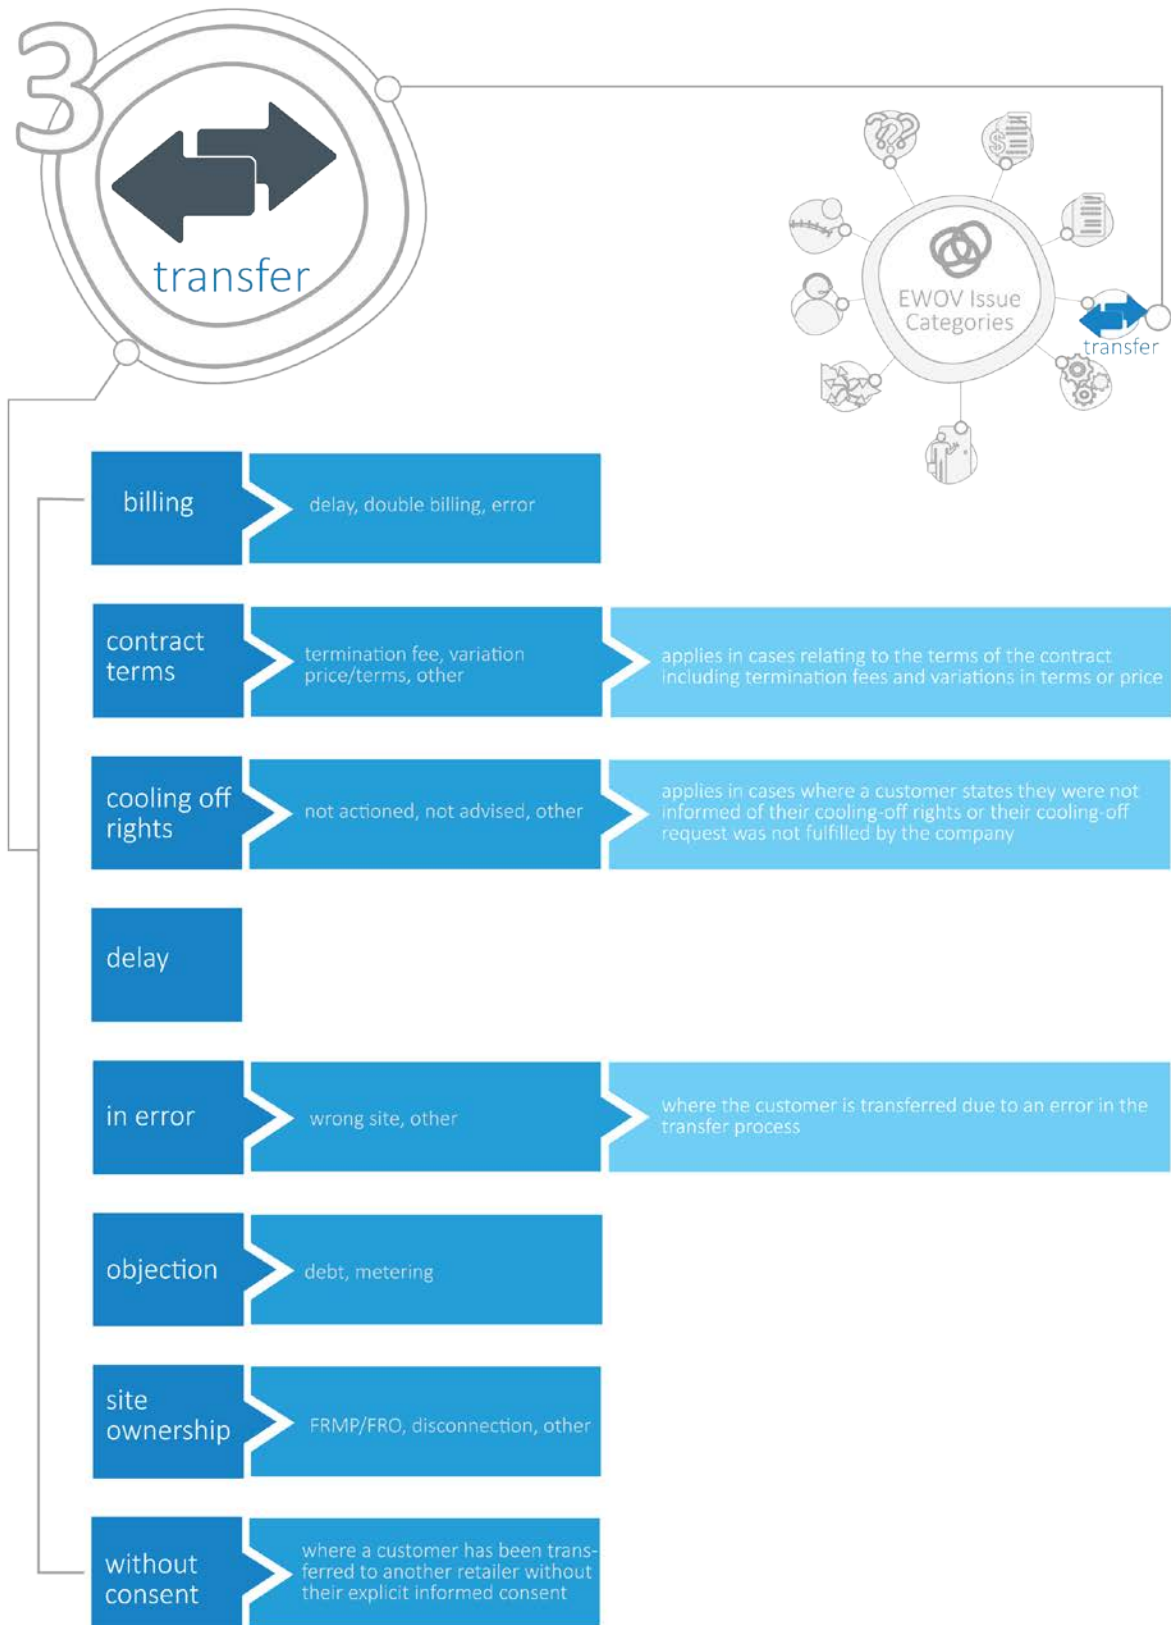 3
transfer
EWOV Issue
Categories
transfer
billing
delay, double billing, error
contract
terms
termination fee, variation
price/terms, other
applies in cases relating to the terms of the contract
including termination fees and variations in terms or price
cooling off
rights
not actioned, not advised, other
applies in cases where a customer states they were not
informed of their cooling-off rights or their cooling-off
request was not fulfilled by the company
delay
in error
wrong site, other
where the customer is transferred due to an error in the
transfer process
objection
debt, metering
site
ownership
FRMP/FRO, disconnection, other
without
consent
where a customer has been trans-
ferred to another retailer without
their explicit informed consent